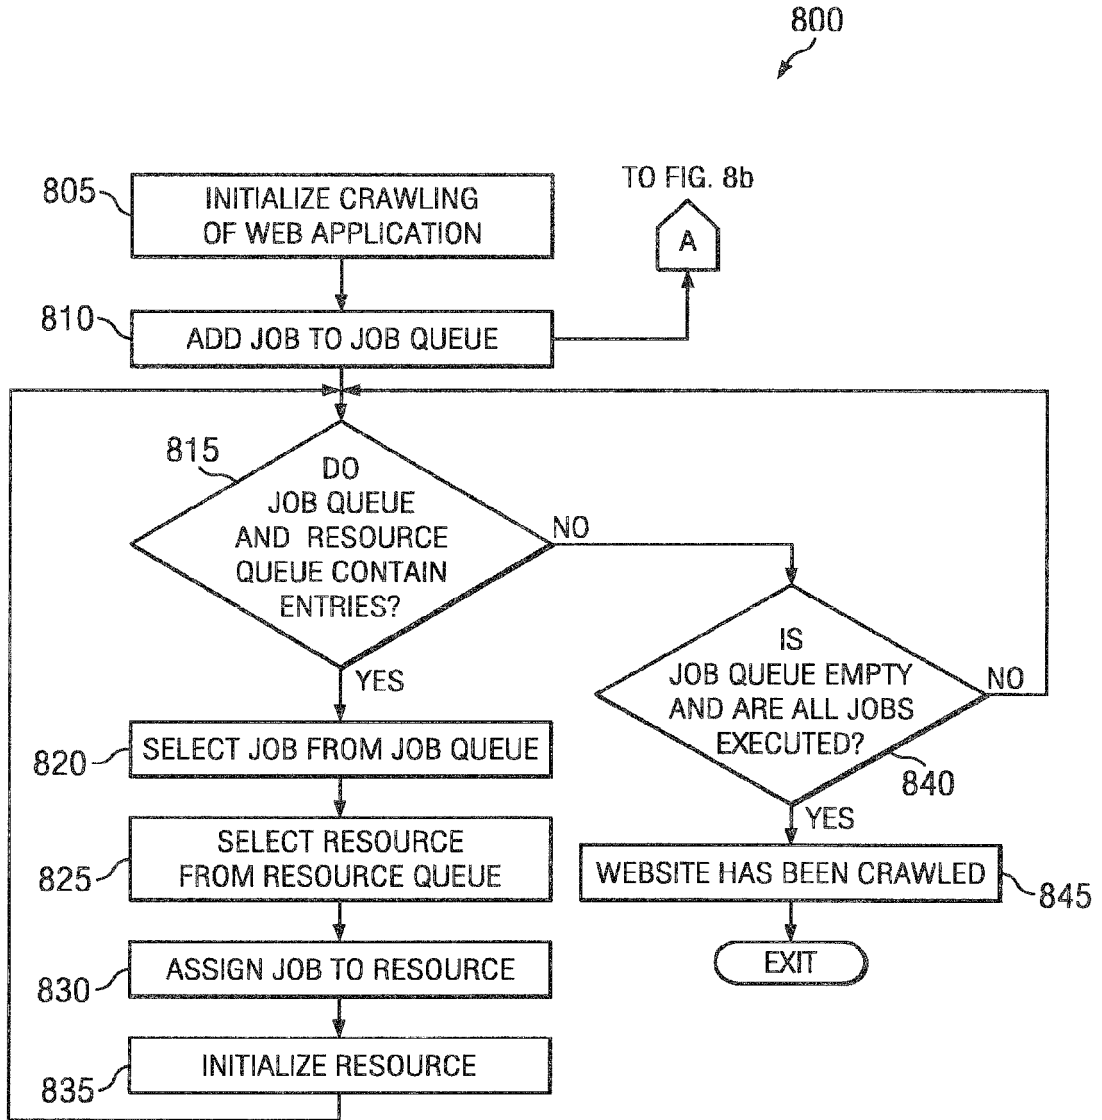 800
805
INITIALIZE CRAWLING
OF WEB APPLICATION
TO FIG. 8b
A
810
ADD JOB TO JOB QUEUE
815
DO
JOB QUEUE
AND RESOURCE
QUEUE CONTAIN
ENTRIES?
NO
YES
IS
JOB QUEUE EMPTY
AND ARE ALL JOBS
EXECUTED?
NO
840
YES
820
SELECT JOB FROM JOB QUEUE
825
SELECT RESOURCE
FROM RESOURCE QUEUE
WEBSITE HAS BEEN CRAWLED
845
830
ASSIGN JOB TO RESOURCE
EXIT
835
INITIALIZE RESOURCE